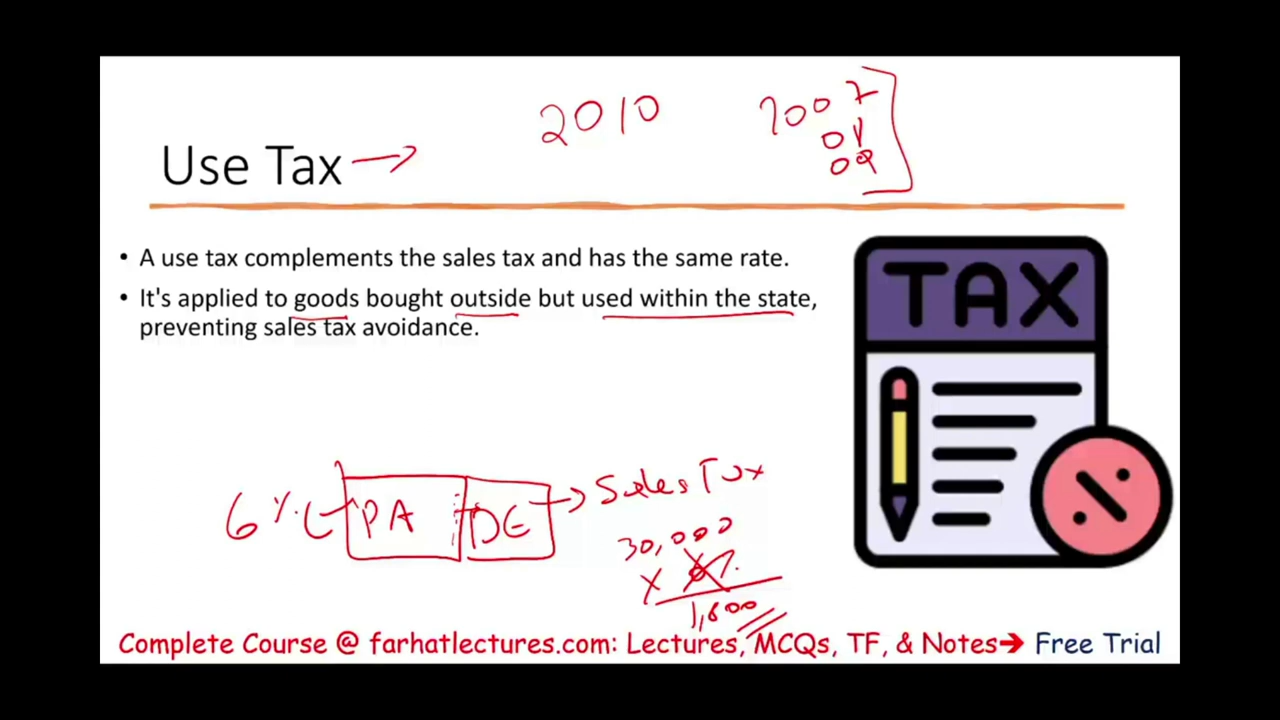 2010
2007
08
09
Use Tax
• A use tax complements the sales tax and has the same rate.
• It's applied to goods bought outside but used within the state,
preventing sales tax avoidance.
TAX
%
6%
PA
DE
Sales Tax
30,000
X
1,800
Complete Course @ farhatlectures.com: Lectures, MCQs, TF, & Notes➔ Free Trial